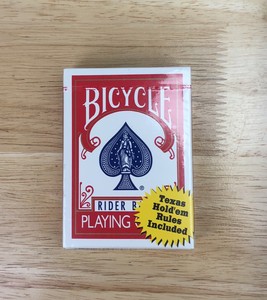 BICYCLE
®
RIDER B
PLAYING
Texas
Hold'em
Rules
Included